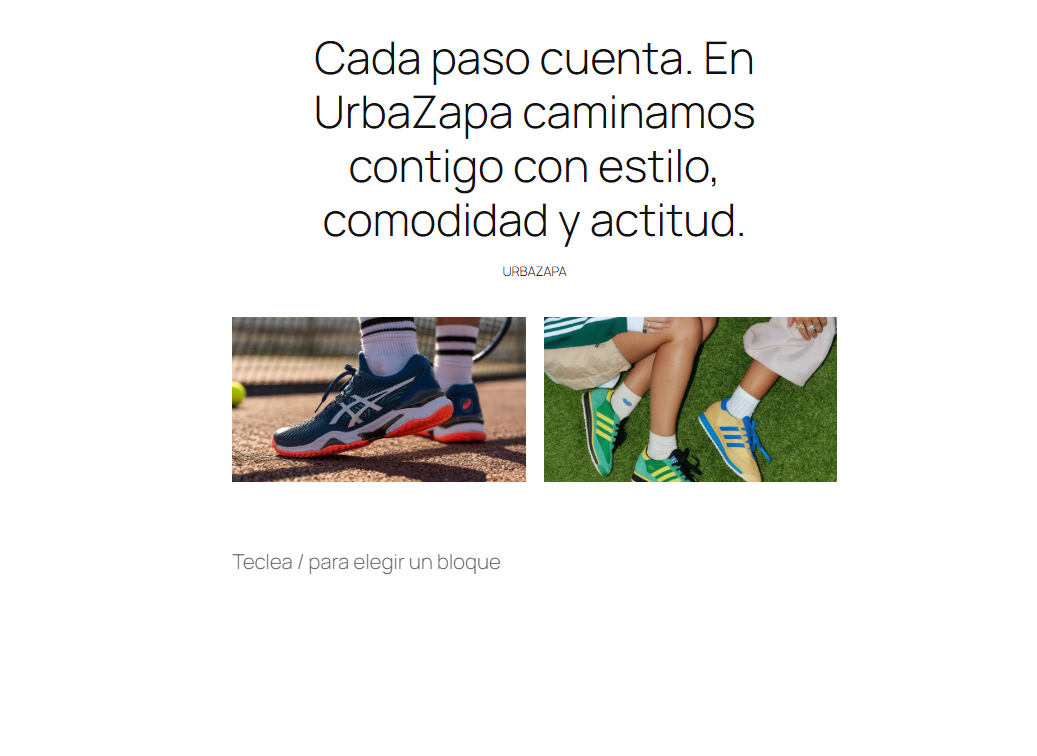 Cada paso cuenta. En
UrbaZapa caminamos
contigo con estilo,
comodidad y actitud.
URBAZAPA
Teclea / para elegir un bloque